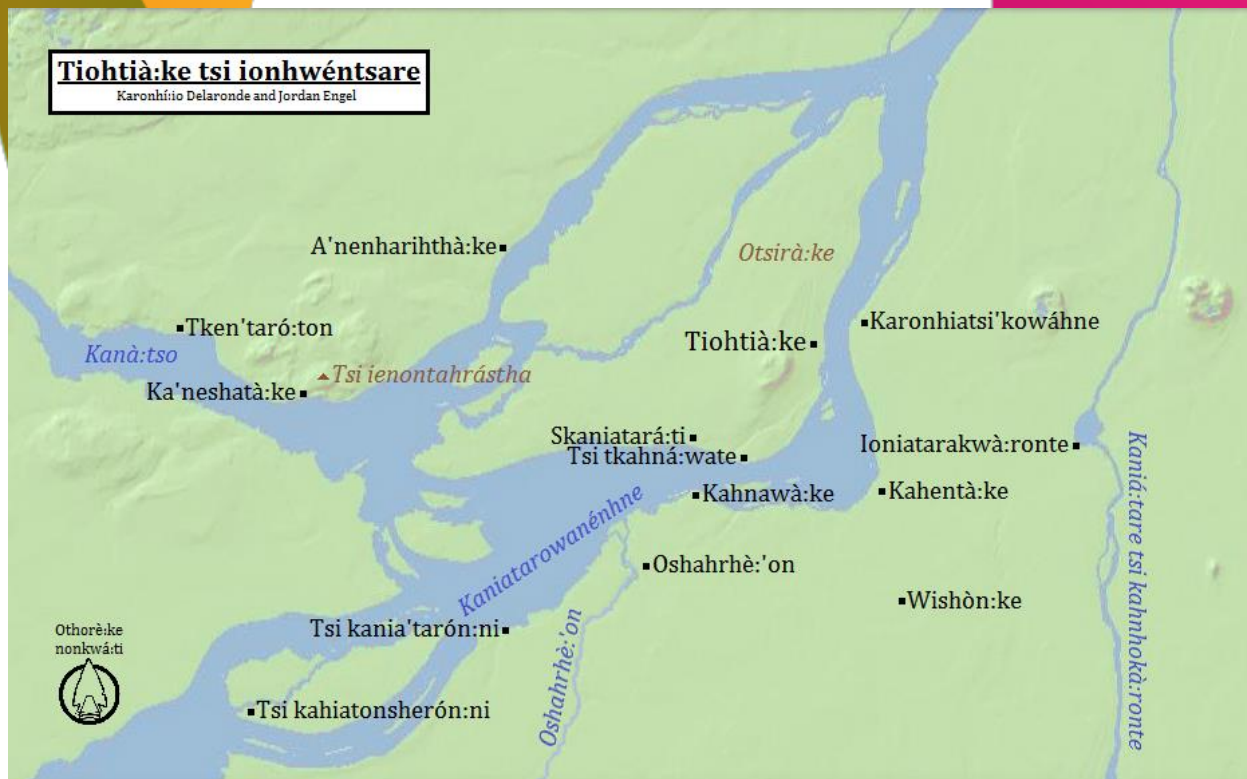 Tiohtià:ke tsi ionhwéntsare
Karonhí:io Delaronde and Jordan Engel
A'nenharihthà:ke
Otsirà:ke
Tken'taró:ton
Karonhiatsi'kowáhne
Kanà:tso
Tiohtià:ke
Tsi ienontahrástha
Ka'neshatà:ke
Skaniatará:ti
Ioniatarakwà:ronte
Tsi tkahná:wate
Kahnawà:ke
Kahentà:ke
Kaniatarowanénhne
Kaniá:tare tsi kahnhokà:ronte
Oshahrhè:'on
Wishòn:ke
Othorè:ke
nonkwá:ti
Tsi kania'tarón:ni
Oshahrhè:'on
Tsi kahiatonsherón:ni